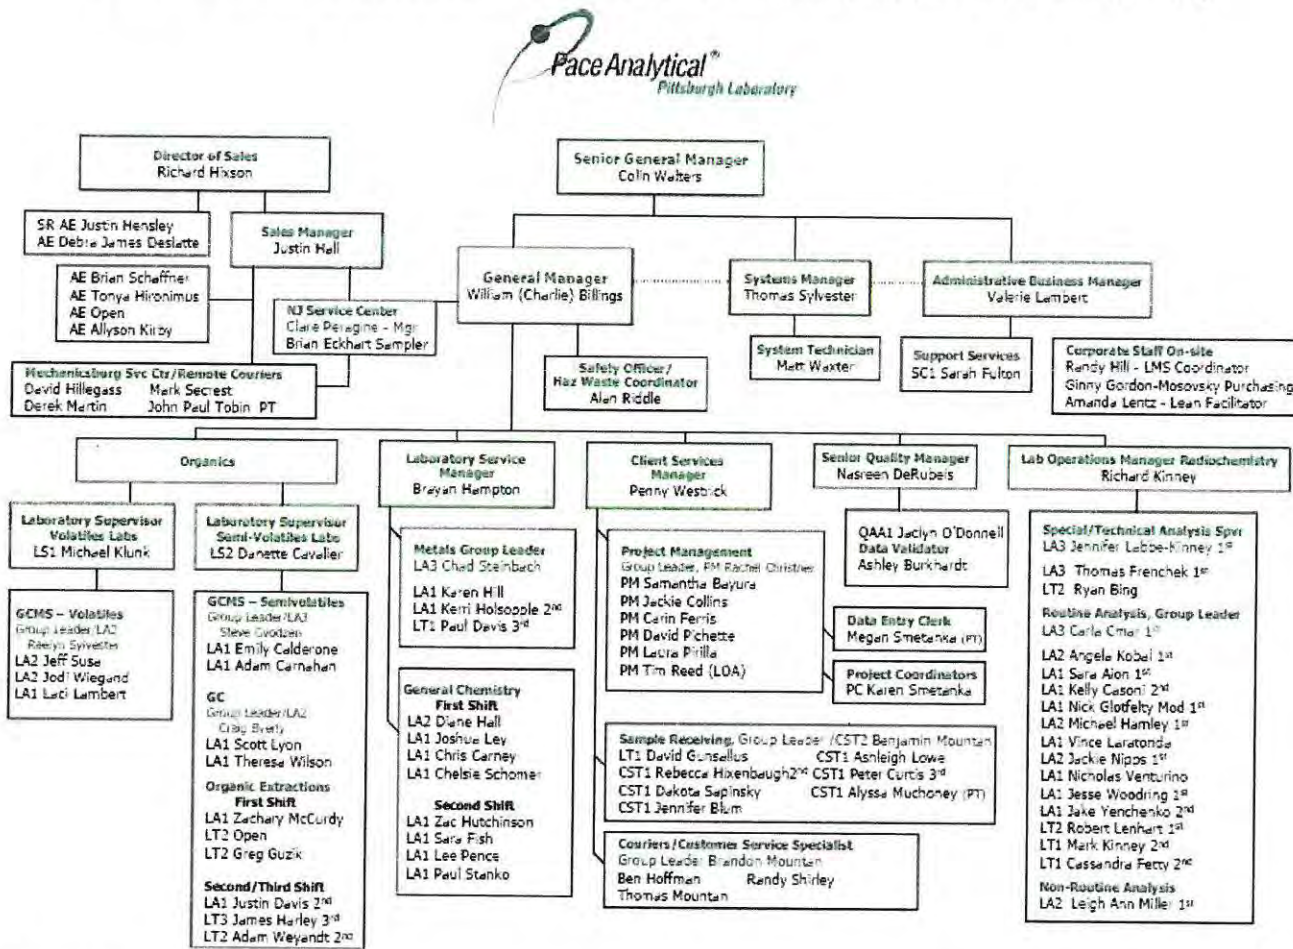 Pace Analytical®
Pittsburgh Laboratory
Director of Sales
Richard Hixson
Senior General Manager
Colin Walters
SR AE Justin Hensley
AE Debra James Deslatte
Sales Manager
Justin Hall
AE Brian Schaffner
AE Tonya Hironimus
AE Open
AE Allyson Kirby
NJ Service Center
Clare Peragine - Mgr
Brian Eckhart Sampler
General Manager
William (Charlie) Billings
Systems Manager
Thomas Sylvester
Administrative Business Manager
Valerie Lambert
Mechanicsburg Svc Ctr/Remote Couriers
David Hillegass Mark Secrest
Derek Martin John Paul Tobin PT
Safety Officer/
Haz Waste Coordinator
Alan Riddle
System Technician
Matt Waxter
Support Services
SC1 Sarah Fulton
Corporate Staff On-site
Randy Hill - LMS Coordinator
Ginny Gordon-Mosovsky Purchasing
Amanda Lentz - Lean Facilitator
Organics
Laboratory Service
Manager
Brayan Hampton
Client Services
Manager
Penny Westrick
Senior Quality Manager
Nasreen DeRubeis
Lab Operations Manager Radiochemistry
Richard Kinney
Laboratory Supervisor
Volatiles Labs
LS1 Michael Klunk
Laboratory Supervisor
Semi-Volatiles Labs
LS2 Danette Cavalier
GCMS – Volatiles
Group Leader/LA2
Sylvester
LA2 Jeff Susa
LA2 Jodi Wiegand
LA1 Laci Lambert
GCMS – Semivolatiles
Group Leader/LA3
Steve
LA1 Emily Calderone
LA1 Adam Carnahan
GC
Group Leader/LA2
Craig Byerly
LA1 Scott Lyon
LA1 Theresa Wilson
Organic Extractions
First Shift
LA1 Zachary McCurdy
LT2 Open
LT2 Greg Guzik
Second/Third Shift
LA1 Justin Davis 2nd
LT3 James Harley 3rd
LT2 Adam Weyandt 2nd
Metals Group Leader
LA3 Chad Steinbach
LA1 Karen Hill
LA1 Kerri Holsopple 2nd
LT1 Paul Davis 3rd
General Chemistry
First Shift
LA2 Diane Hall
LA1 Joshua Ley
LA1 Chris Carney
LA1 Chelsie Schomer
Second Shift
LA1 Zac Hutchinson
LA1 Sara Fish
LA1 Lee Pence
LA1 Paul Stanko
Project Management
Group Leader, PM Rachel Christner
PM Samantha Bayura
PM Jackie Collins
PM Carin Ferris
PM David Pichette
PM Laura Pirilla
PM Tim Reed (LOA)
QAA1 Jaclyn O'Donnell
Data Validator
Ashley Burkhardt
Data Entry Clerk
Megan Smetanka (PT)
Project Coordinators
PC Karen Smetanka
Sample Receiving, Group Leader /CST2 Benjamin Mountan
LT1 David Gunsallus CST1 Ashleigh Lowe
CST1 Rebecca Hixenbaugh 2nd CST1 Peter Curtis 3rd
CST1 Dakota Sapinsky CST1 Alyssa Muchoney (PT)
CST1 Jennifer Blum
Couriers/Customer Service Specialist
Group Leader Brandon Mountan
Ben Hoffman Randy Shirley
Thomas Mountan
Special/Technical Analysis Spvr
LA3 Jennifer Labbe-Kinney 1st
LA3 Thomas Frenchek 1st
LT2 Ryan Bing
Routine Analysis, Group Leader
LA3 Carla Cmar 1st
LA2 Angela Kobai 1st
LA1 Sara Aion 1st
LA1 Kelly Casoni 2nd
LA1 Nick Glotfelty Mod 1st
LA2 Michael Hamley 1st
LA1 Vince Laratonda
LA2 Jackie Nipps 1st
LA1 Nicholas Venturino
LA1 Jesse Woodring 1st
LA1 Jake Yenchenko 2nd
LT2 Robert Lenhart 1st
LT1 Mark Kinney 2nd
LT1 Cassandra Fetty 2nd
Non-Routine Analysis
LA2 Leigh Ann Miller 1st